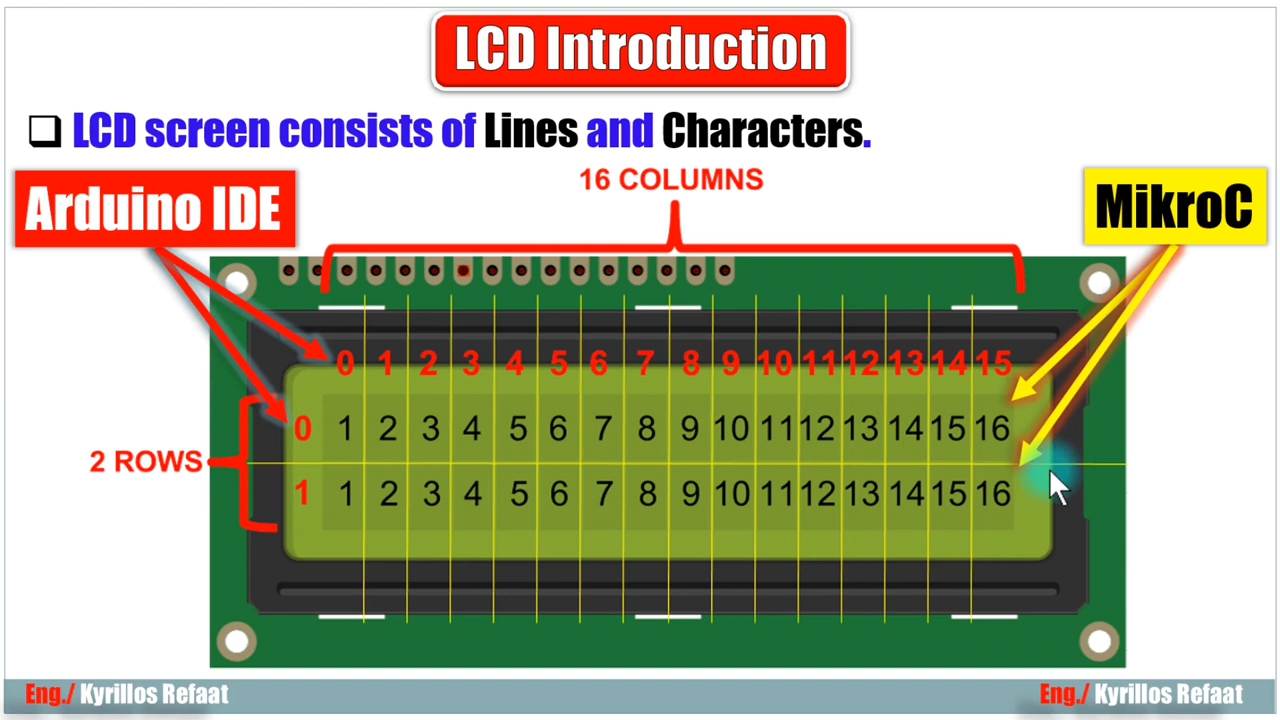 LCD Introduction
❑ LCD screen consists of Lines and Characters.
16 COLUMNS
Arduino IDE
MikroC
0 1 2 3 4 5 6 7 8 9 10 11 12 13 14 15
0 1 2 3 4 5 6 7 8 9 10 11 12 13 14 15 16
2 ROWS
1 1 2 3 4 5 6 7 8 9 10 11 12 13 14 15 16
Eng./ Kyrillos Refaat
Eng./ Kyrillos Refaat